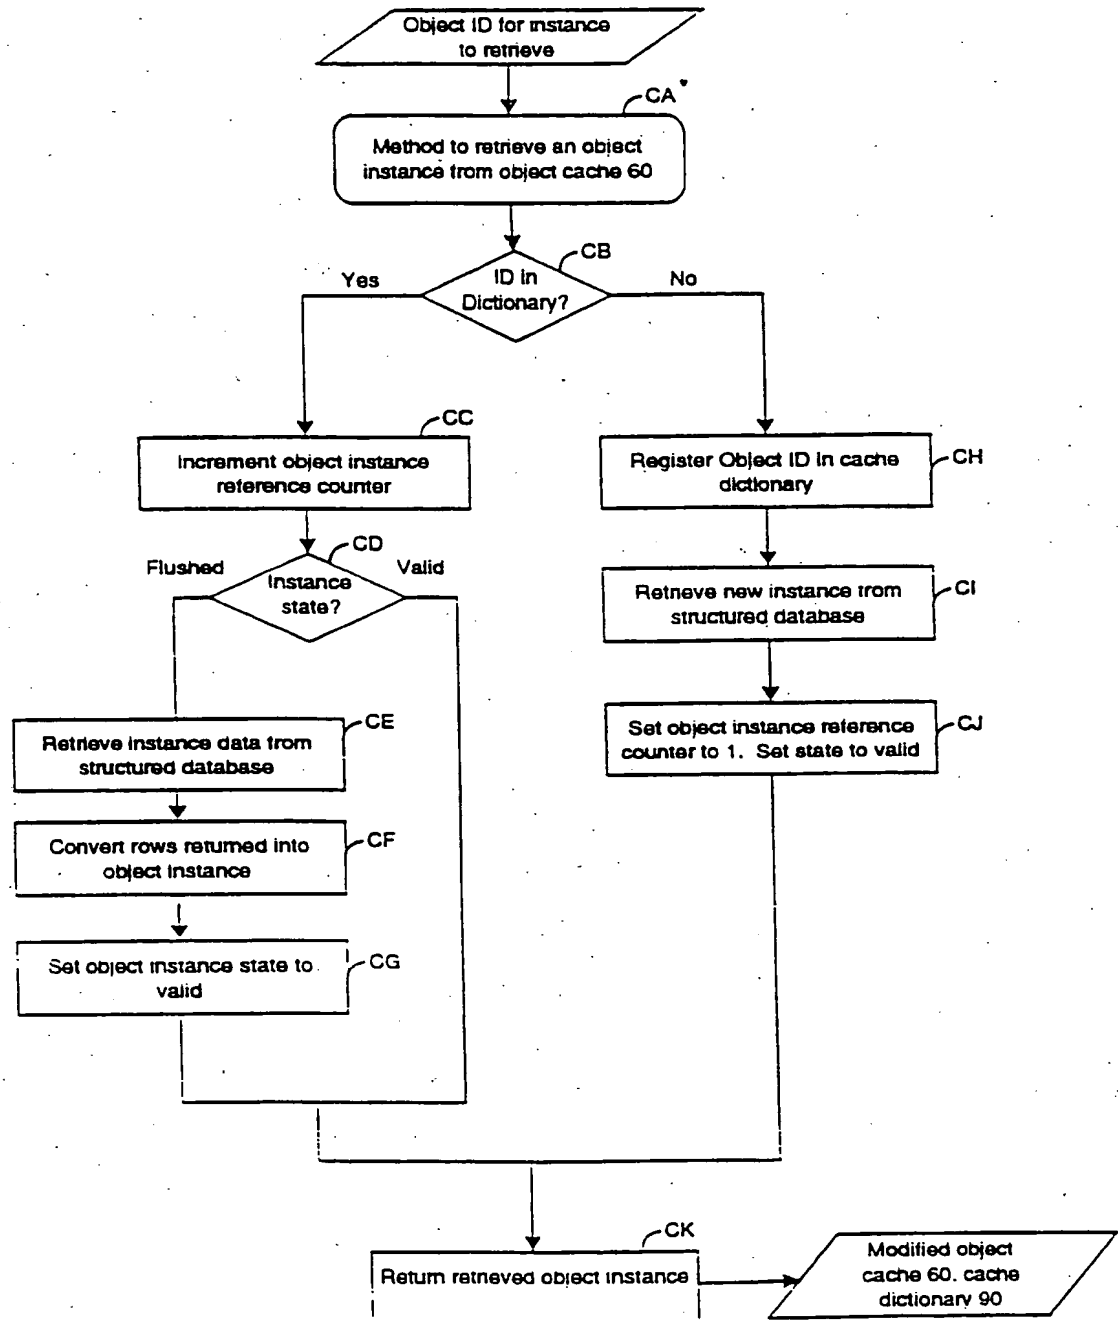 Object ID for instance
to retrieve
CA
Method to retrieve an object
instance from object cache 60
CB
ID in
Dictionary?
Yes
No
CC
Increment object instance
reference counter
CH
Register Object ID in cache
dictionary
CD
Flushed
Valid
Instance
state?
CI
Retrieve new instance from
structured database
CE
Retrieve instance data from
structured database
CJ
Set object instance reference
counter to 1. Set state to valid
CF
Convert rows returned into
object instance
CG
Set object instance state to
valid
CK
Return retrieved object instance
Modified object
cache 60. cache
dictionary 90